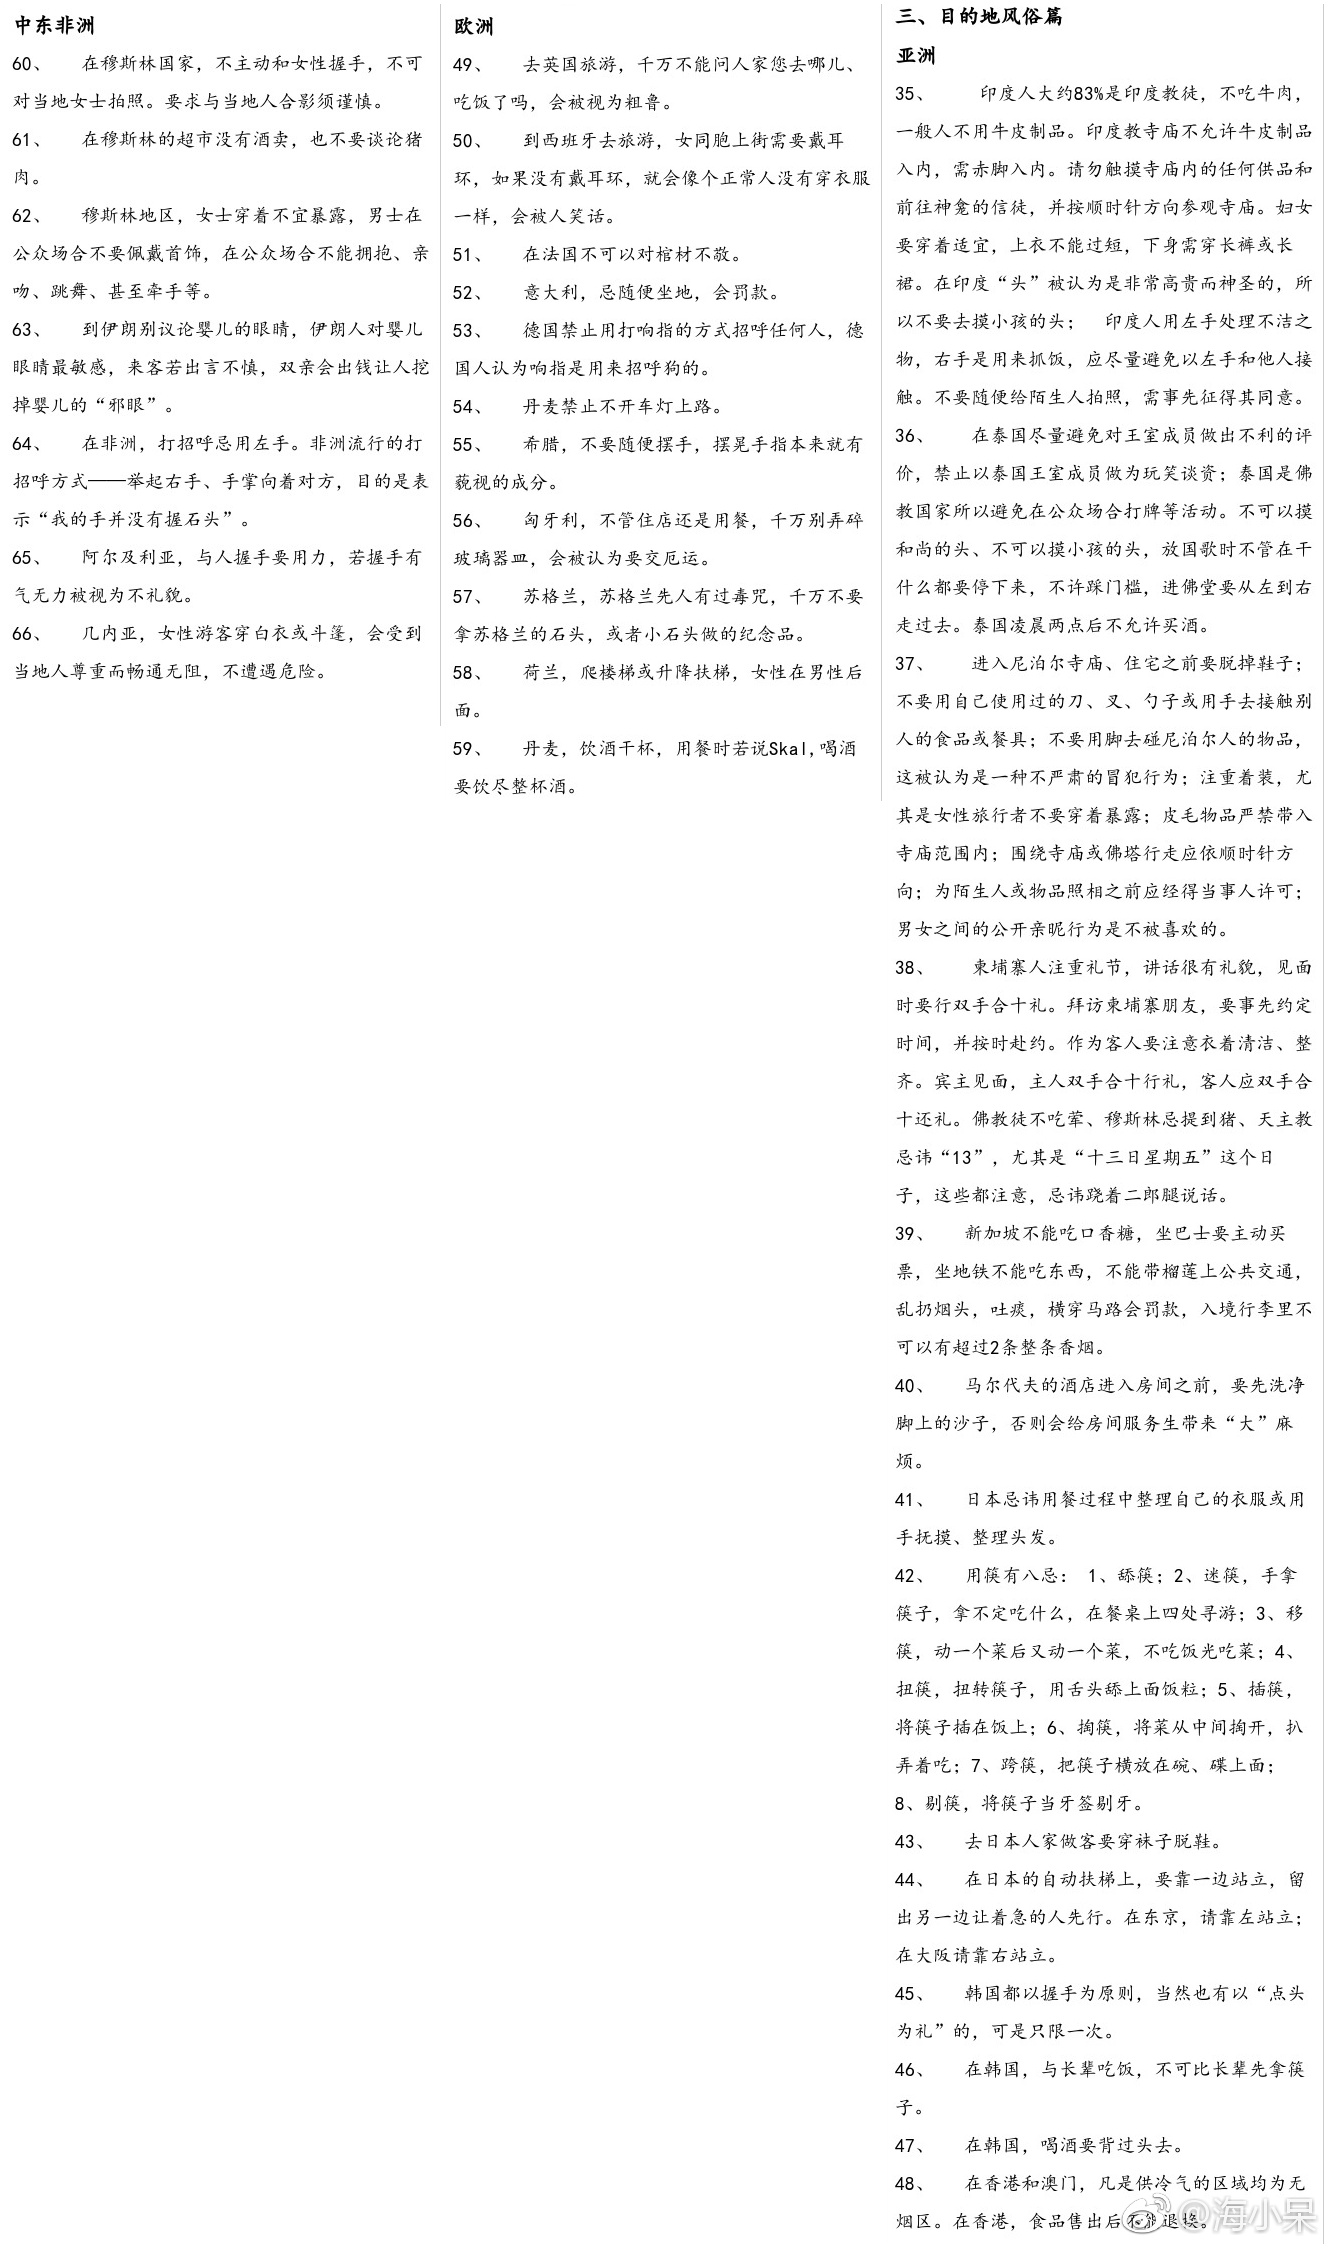 中东非洲
60、 在穆斯林国家，不主动和女性握手，不可
对当地女士拍照。要求与当地人合影须谨慎。
61、 在穆斯林的超市没有酒卖，也不要谈论猪
肉。
62、 穆斯林地区，女士穿着不宜暴露，男士在
公众场合不要佩戴首饰，在公众场合不能拥抱、亲
吻、跳舞、甚至牵手等。
63、 到伊朗别议论婴儿的眼睛，伊朗人对婴儿
眼睛最敏感，来客若出言不慎，双亲会出钱让人挖
掉婴儿的“邪眼”。
64、 在非洲，打招呼忌用左手。非洲流行的打
招呼方式——举起右手、手掌向着对方，目的是表
示“我的手并没有握石头”。
65、 阿尔及利亚，与人握手要用力，若握手有
气无力被视为不礼貌。
66、 几内亚，女性游客穿白衣或斗篷，会受到
当地人尊重而畅通无阻，不遭遇危险。
欧洲
49、 去英国旅游，千万不能问人家您去哪儿、
吃饭了吗，会被视为粗鲁。
50、 到西班牙去旅游，女同胞上街需要戴耳
环，如果没有戴耳环，就会像个正常人没有穿衣服
一样，会被人笑话。
51、 在法国不可以对棺材不敬。
52、 意大利，忌随便坐地，会罚款。
53、 德国禁止用打响指的方式招呼任何人，德
国人认为响指是用来招呼狗的。
54、 丹麦禁止不开车灯上路。
55、 希腊，不要随便摆手，摆晃手指本来就有
藐视的成分。
56、 匈牙利，不管住店还是用餐，千万别弄碎
玻璃器皿，会被认为要交厄运。
57、 苏格兰，苏格兰先人有过毒咒，千万不要
拿苏格兰的石头，或者小石头做的纪念品。
58、 荷兰，爬楼梯或升降扶梯，女性在男性后
面。
59、 丹麦，饮酒干杯，用餐时若说Skal,喝酒
要饮尽整杯酒。
三、目的地风俗篇
亚洲
35、 印度人大约83%是印度教徒，不吃牛肉，
一般人不用牛皮制品。印度教寺庙不允许牛皮制品
入内，需赤脚入内。请勿触摸寺庙内的任何供品和
前往神龛的信徒，并按顺时针方向参观寺庙。妇女
要穿着适宜，上衣不能过短，下身需穿长裤或长
裙。在印度“头”被认为是非常高贵而神圣的，所
以不要去摸小孩的头； 印度人用左手处理不洁之
物，右手是用来抓饭，应尽量避免以左手和他人接
触。不要随便给陌生人拍照，需事先征得其同意。
36、 在泰国尽量避免对王室成员做出不利的评
价，禁止以泰国王室成员做为玩笑谈资；泰国是佛
教国家所以避免在公众场合打牌等活动。不可以摸
和尚的头、不可以摸小孩的头，放国歌时不管在干
什么都要停下来，不许踩门槛，进佛堂要从左到右
走过去。泰国凌晨两点后不允许买酒。
37、 进入尼泊尔寺庙、住宅之前要脱掉鞋子；
不要用自己使用过的刀、叉、勺子或用手去接触别
人的食品或餐具；不要用脚去碰尼泊尔人的物品，
这被认为是一种不严肃的冒犯行为；注重着装，尤
其是女性旅行者不要穿着暴露；皮毛物品严禁带入
寺庙范围内；围绕寺庙或佛塔行走应依顺时针方
向；为陌生人或物品照相之前应经得当事人许可；
男女之间的公开亲昵行为是不被喜欢的。
38、 柬埔寨人注重礼节，讲话很有礼貌，见面
时要行双手合十礼。拜访柬埔寨朋友，要事先约定
时间，并按时赴约。作为客人要注意衣着清洁、整
齐。宾主见面，主人双手合十行礼，客人应双手合
十还礼。佛教徒不吃荤、穆斯林忌提到猪、天主教
忌讳“13”，尤其是“十三日星期五”这个日
子，这些都注意，忌讳跷着二郎腿说话。
39、 新加坡不能吃口香糖，坐巴士要主动买
票，坐地铁不能吃东西，不能带榴莲上公共交通，
乱扔烟头，吐痰，横穿马路会罚款，入境行李里不
可以有超过2条整条香烟。
40、 马尔代夫的酒店进入房间之前，要先洗净
脚上的沙子，否则会给房间服务生带来“大”麻
烦。
41、 日本忌讳用餐过程中整理自己的衣服或用
手抚摸、整理头发。
42、 用筷有八忌： 1、舔筷；2、迷筷，手拿
筷子，拿不定吃什么，在餐桌上四处寻游；3、移
筷，动一个菜后又动一个菜，不吃饭光吃菜；4、
扭筷，扭转筷子，用舌头舔上面饭粒；5、插筷，
将筷子插在饭上；6、掏筷，将菜从中间掏开，扒
弄着吃；7、跨筷，把筷子横放在碗、碟上面；
8、剔筷，将筷子当牙签剔牙。
43、 去日本人家做客要穿袜子脱鞋。
44、 在日本的自动扶梯上，要靠一边站立，留
出另一边让着急的人先行。在东京，请靠左站立；
在大阪请靠右站立。
45、 韩国都以握手为原则，当然也有以“点头
为礼”的，可是只限一次。
46、 在韩国，与长辈吃饭，不可比长辈先拿筷
子。
47、 在韩国，喝酒要背过头去。
48、 在香港和澳门，凡是供冷气的区域均为无
烟区。在香港，食品售出后不能退换。
@海小呆